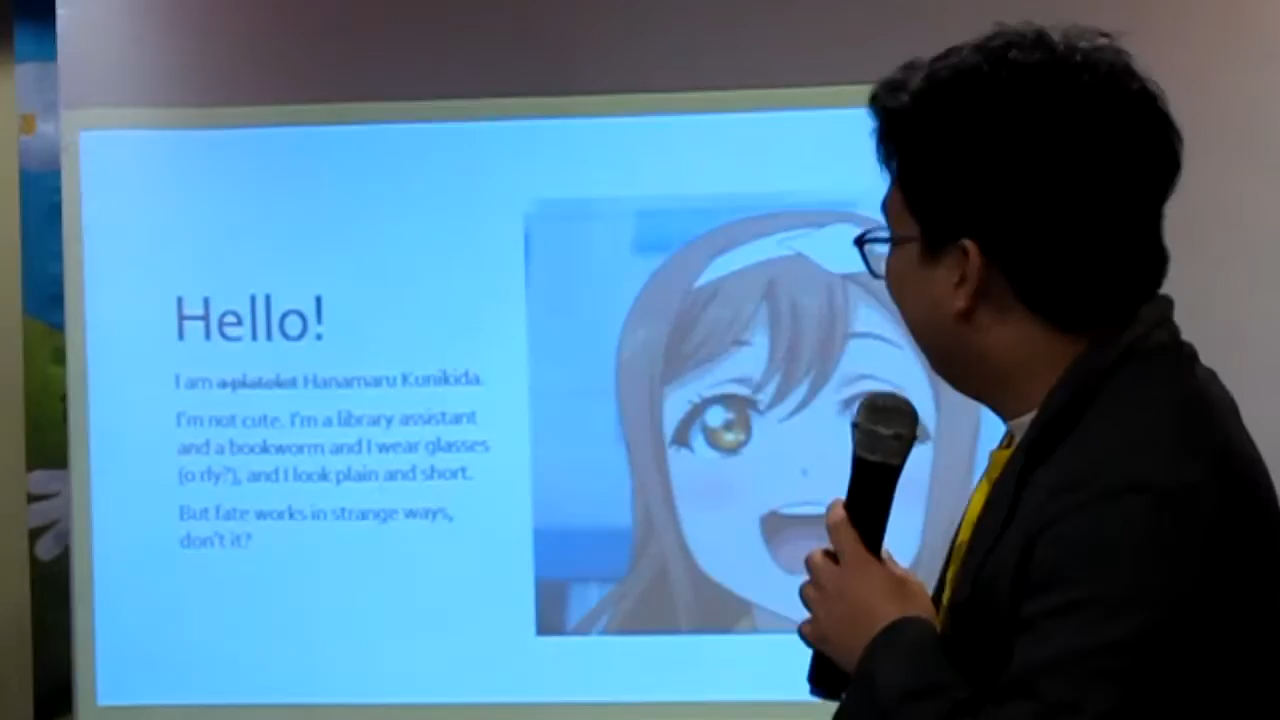 Hello!
I am a platelet Hanamaru Kunikida.
I'm not cute. I'm a library assistant
and a bookworm and I wear glasses
(o rly?), and I look plain and short.
But fate works in strange ways,
don't it?